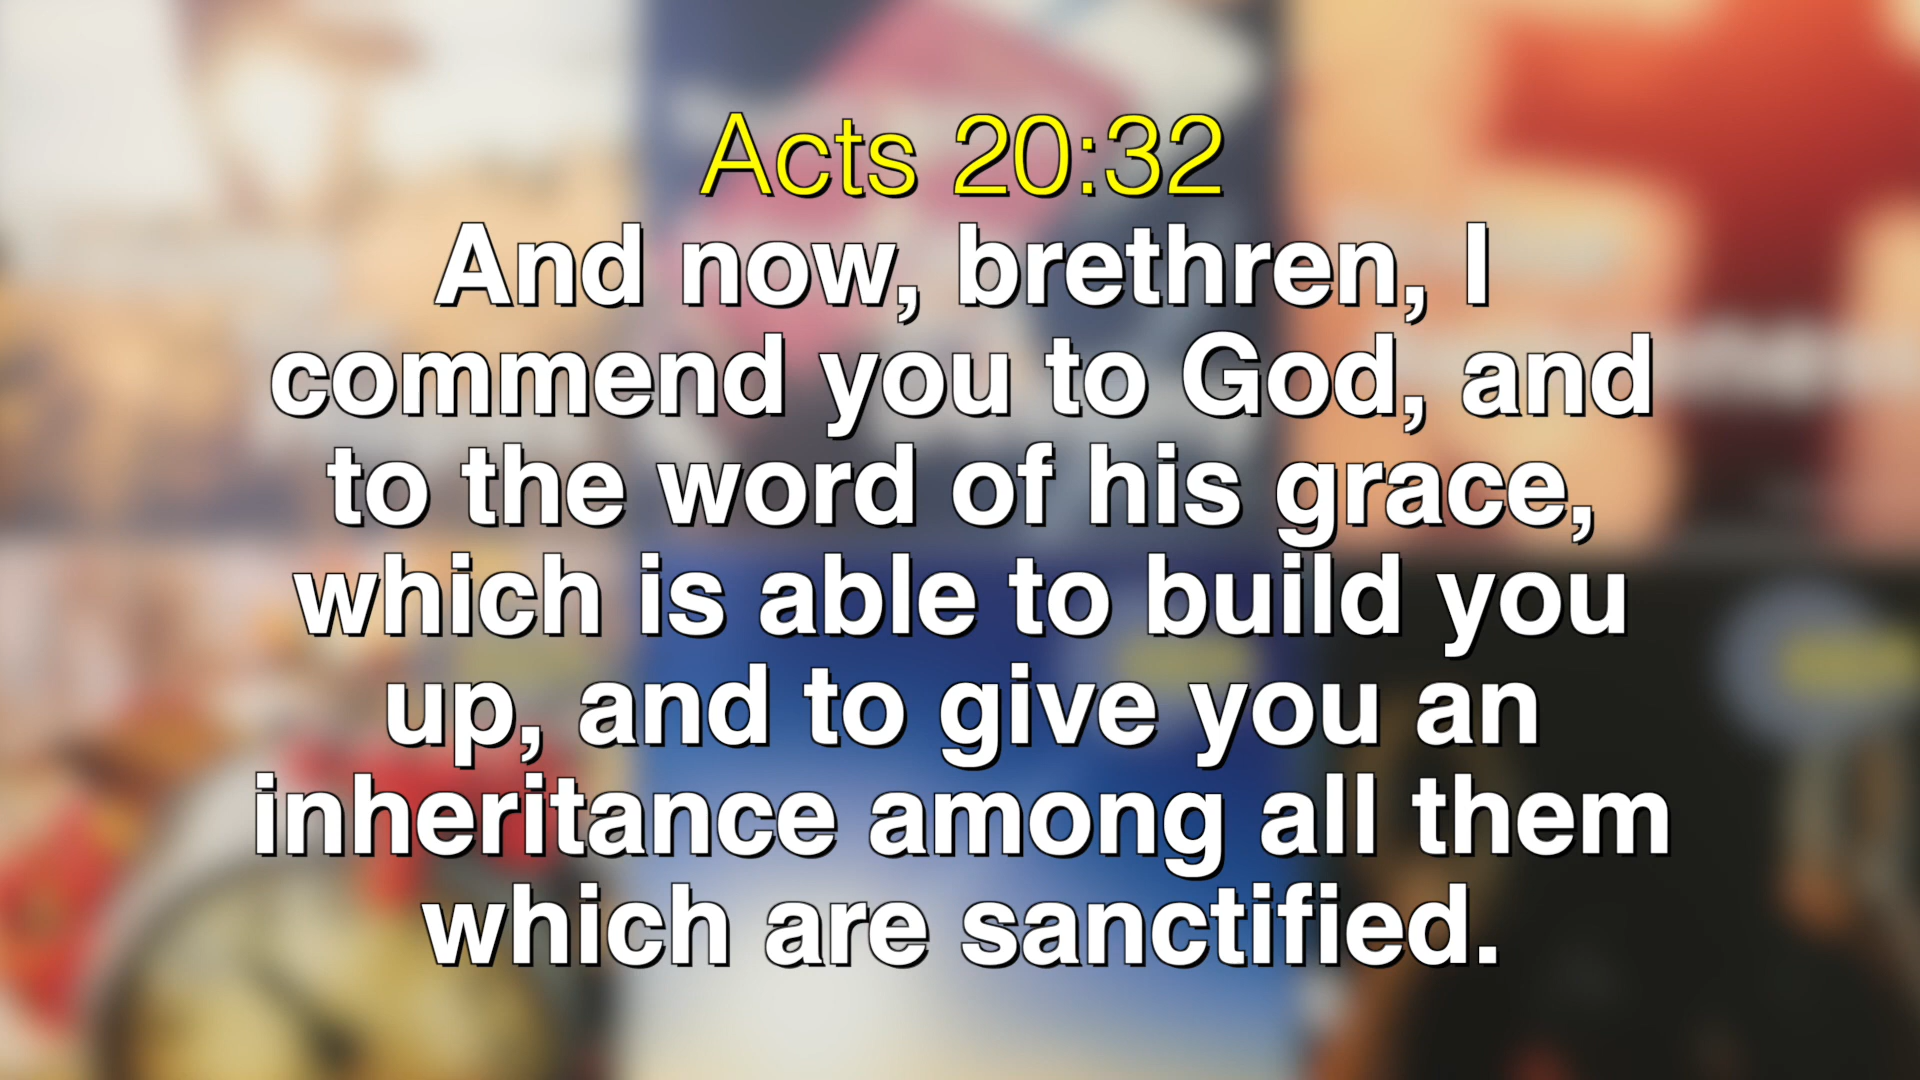 Acts 20:32
And now, brethren, I
commend you to God, and
to the word of his grace,
which is able to build you
up, and to give you an
inheritance among all them
which are sanctified.